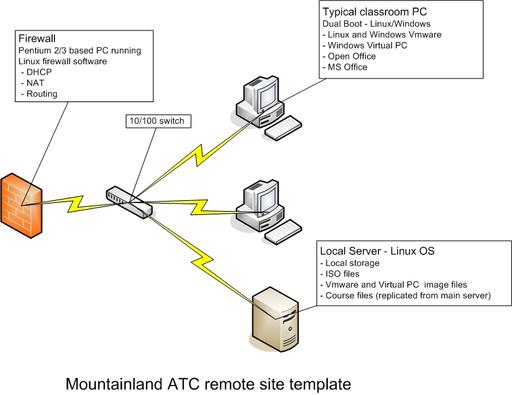 Typical classroom PC
Dual Boot - Linux/Windows
- Linux and Windows Vmware
- Windows Virtual PC
- Open Office
- MS Office
Firewall
Pentium 2/3 based PC running
Linux firewall software
- DHCP
- NAT
- Routing
10/100 switch
Local Server - Linux OS
- Local storage
- ISO files
- Vmware and Virtual PC image files
- Course files (replicated from main server)
Mountainland ATC remote site template